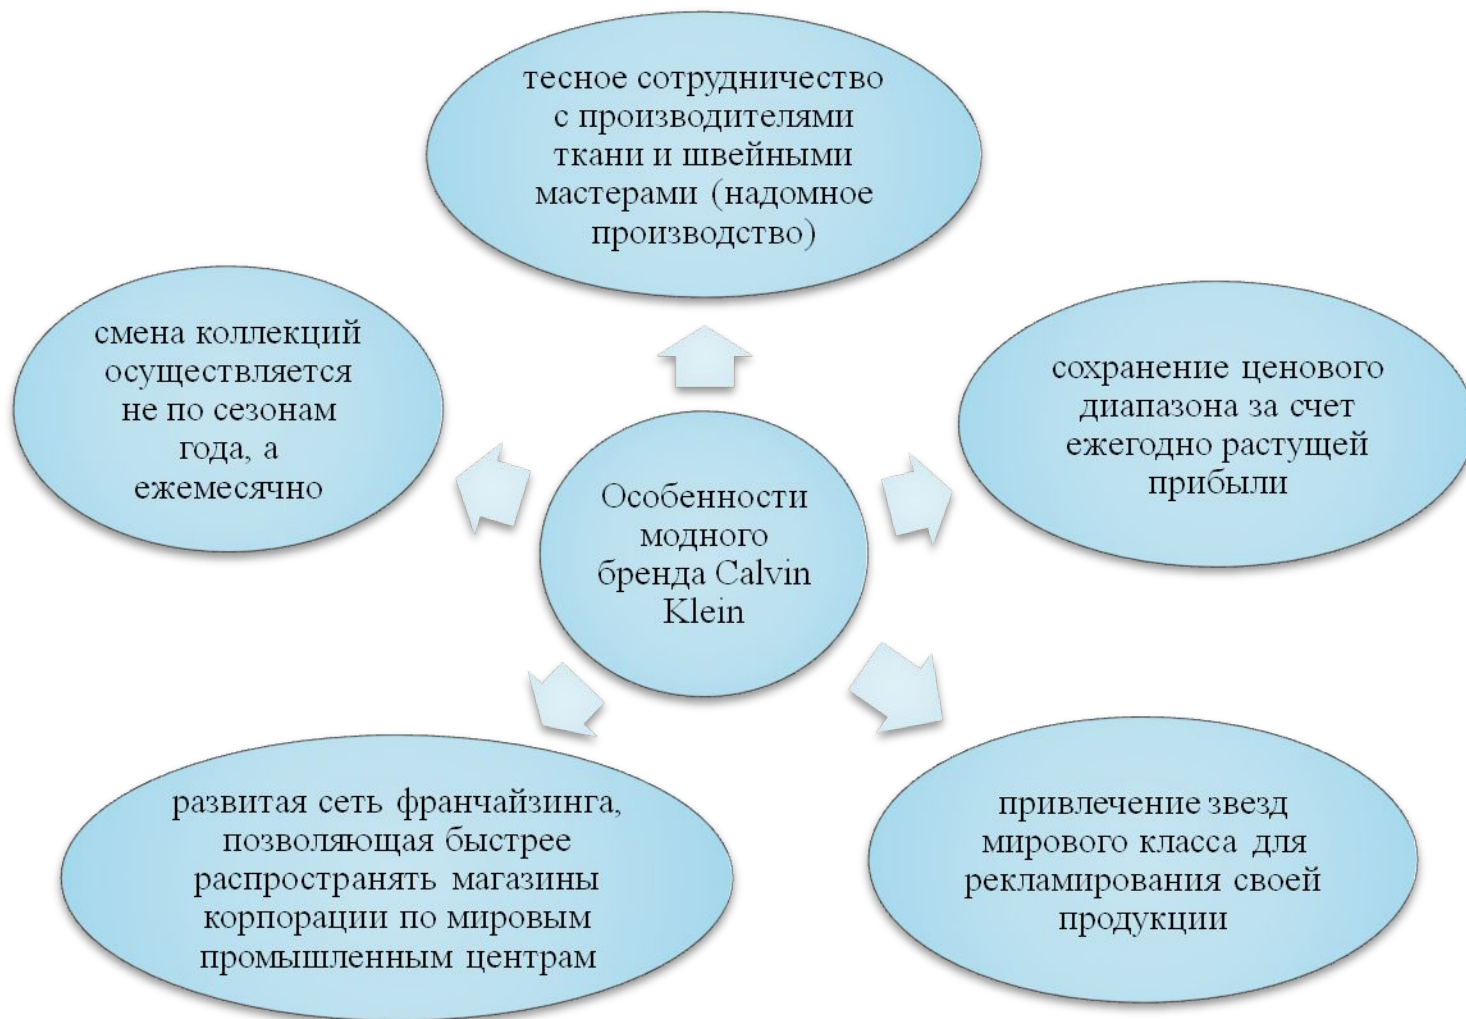 тесное сотрудничество
с производителями
ткани и швейными
мастерами (надомное
производство)
смена коллекций
осуществляется
не по сезонам
года, а
ежемесячно
сохранение ценового
диапазона за счет
ежегодно растущей
прибыли
Особенности
модного
бренда Calvin
Klein
развитая сеть франчайзинга,
позволяющая быстрее
распространять магазины
корпорации по мировым
промышленным центрам
привлечение звезд
мирового класса для
рекламирования своей
продукции